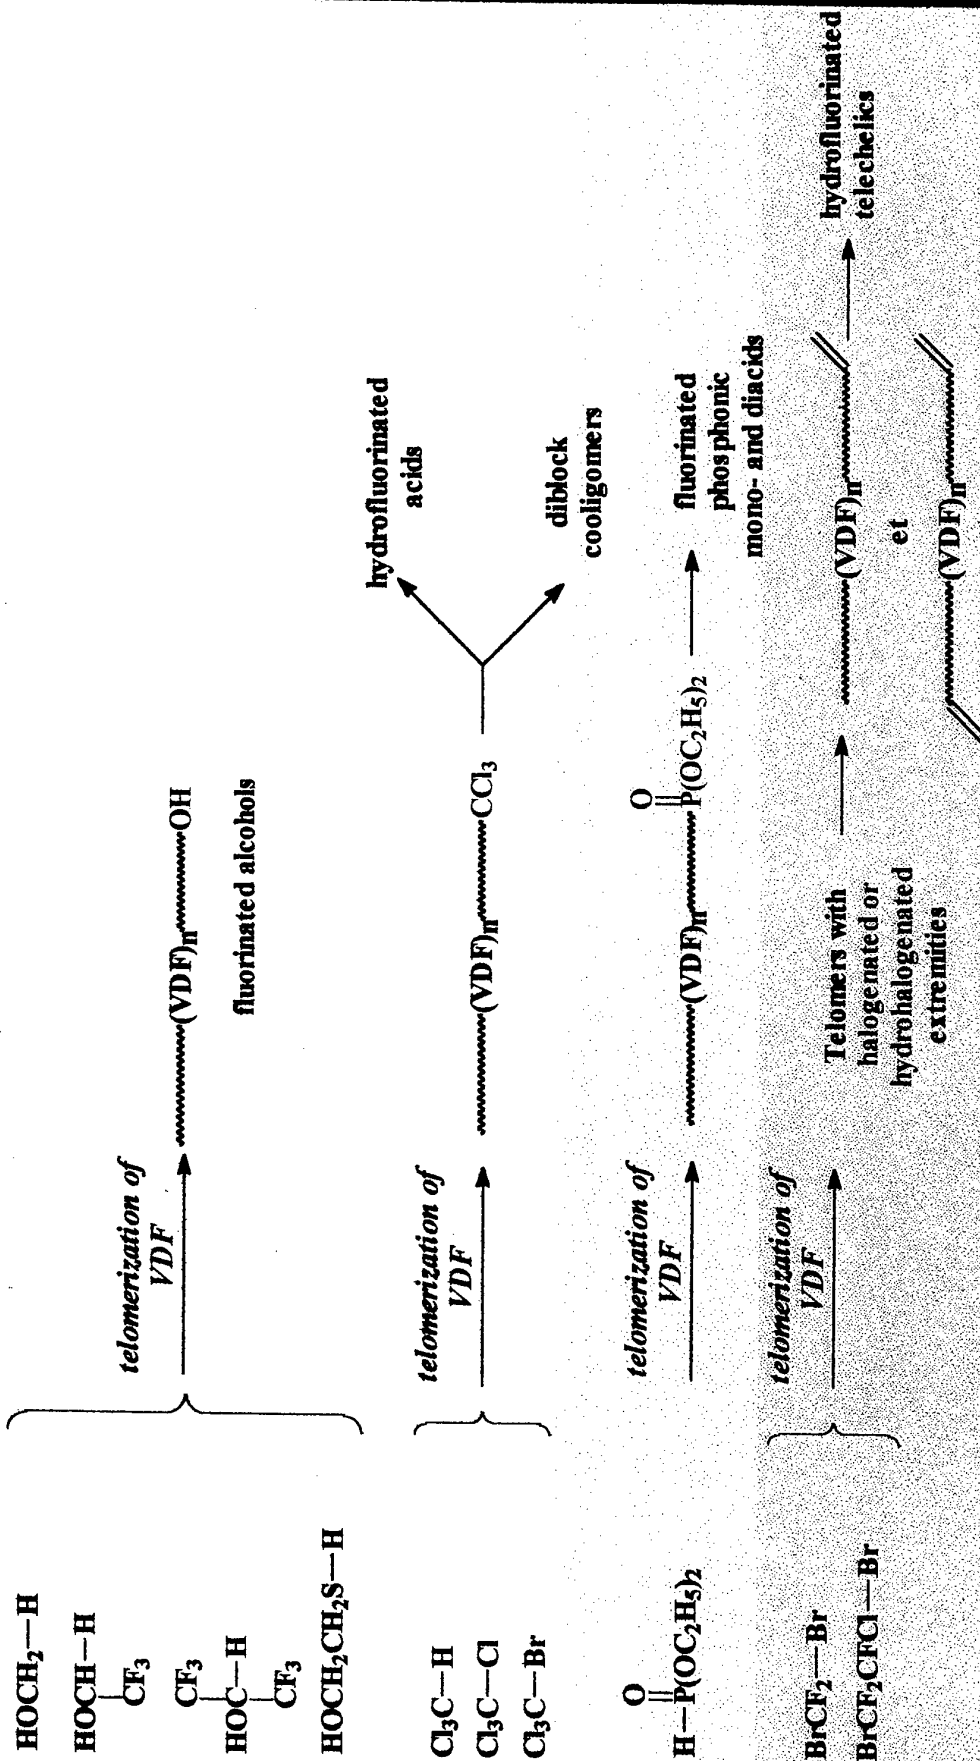 HOCH2—H
HOCH—H
CF3
CF3
HOC—H
CF3
HOCH2CH2S—H
telomerization of
VDF
(VDF)n
OH
fluorinated alcohols
Cl3C—H
Cl3C—Cl
Cl3C—Br
telomerization of
VDF
(VDF)n
CCl3
hydrofluorinated
acids
diblock
cooligomers
O
H—P(OC2H5)2
telomerization of
VDF
(VDF)n
O
P(OC2H5)2
fluorinated
phosphonic
mono- and diacids
BrCF2—Br
BrCF2CFCl—Br
telomerization of
VDF
Telomers with
halogenated or
hydrohalogenated
extremities
(VDF)n
et
(VDF)n
hydrofluorinated
telechelics